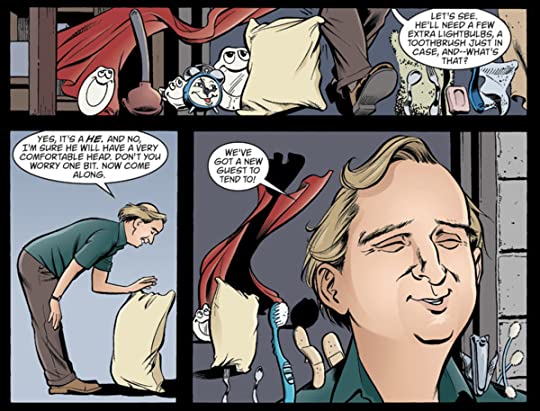 LET'S SEE.
HE'LL NEED A FEW
EXTRA LIGHTBULBS, A
TOOTHBRUSH JUST IN
CASE, AND--WHAT'S
THAT?
YES, IT'S A HE. AND NO,
I'M SURE HE WILL HAVE A VERY
COMFORTABLE HEAD. DON'T YOU
WORRY ONE BIT. NOW COME
ALONG.
WE'VE
GOT A NEW
GUEST TO
TEND TO!